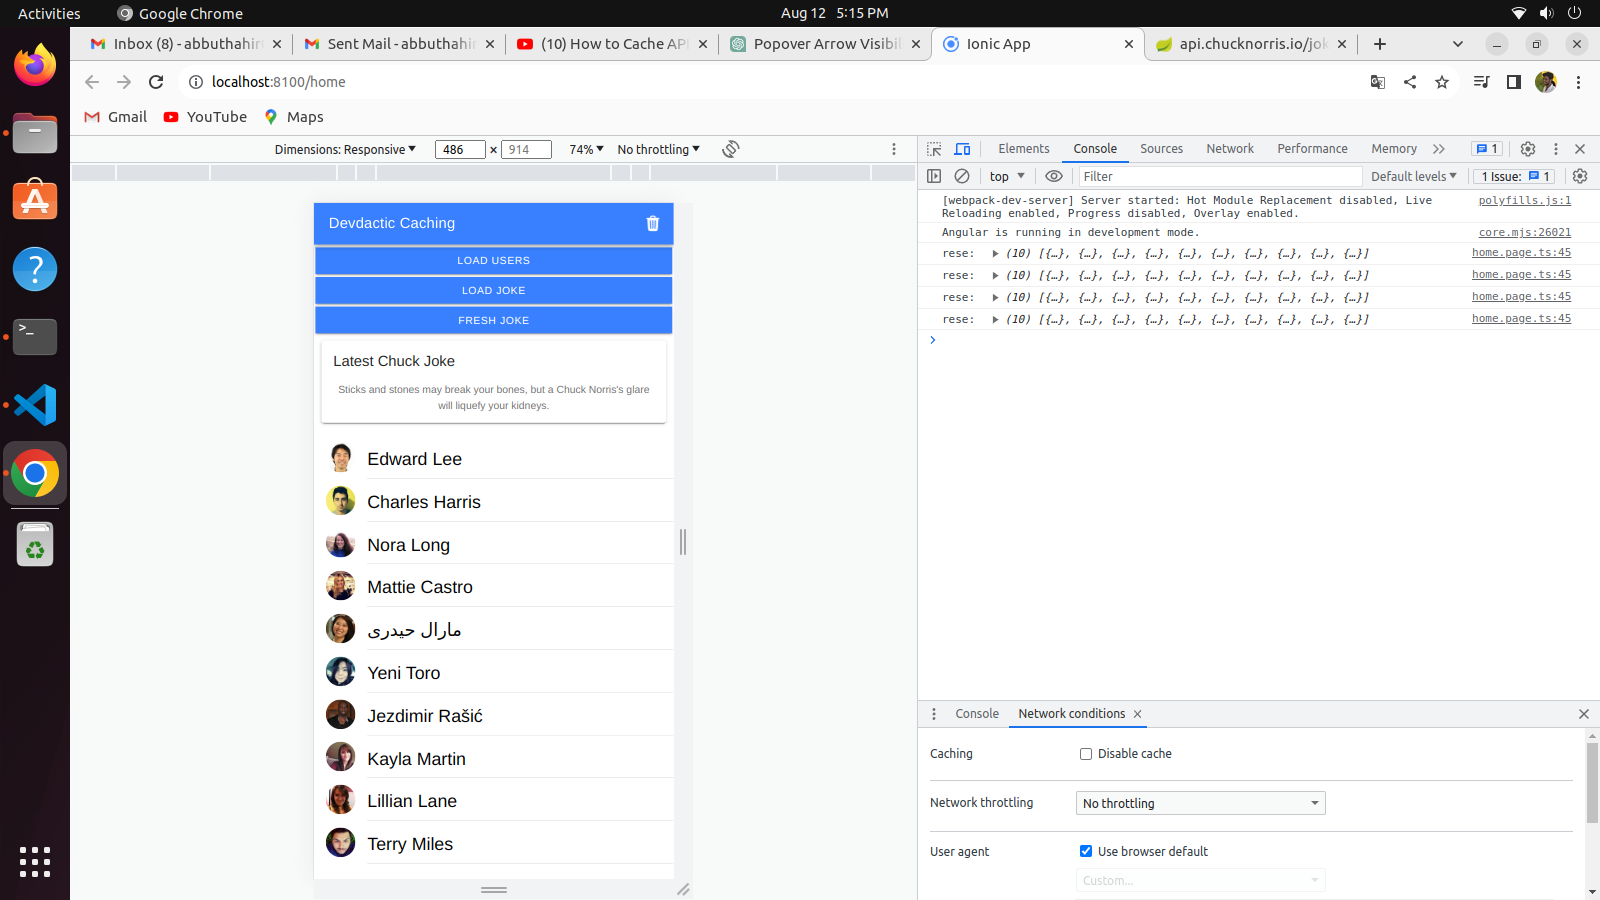 Activities
Google Chrome
Aug 12 5:15 PM
Inbox (8) - abbuthahir
Sent Mail - abbuthahir
(10) How to Cache API
Popover Arrow Visibil
Ionic App
api.chucknorris.io/jok
localhost:8100/home
Gmail
YouTube
Maps
Dimensions: Responsive
486 × 914
74%
No throttling
Elements
Console
Sources
Network
Performance
Memory
1
top
Filter
Default levels
1 Issue: 1
[webpack-dev-server] Server started: Hot Module Replacement disabled, Live
Reloading enabled, Progress disabled, Overlay enabled.
polyfills.js:1
Angular is running in development mode.
core.mjs:26021
rese: (10) [{…}, {…}, {…}, {…}, {…}, {…}, {…}, {…}, {…}, {…}]
home.page.ts:45
rese: (10) [{…}, {…}, {…}, {…}, {…}, {…}, {…}, {…}, {…}, {…}]
home.page.ts:45
rese: (10) [{…}, {…}, {…}, {…}, {…}, {…}, {…}, {…}, {…}, {…}]
home.page.ts:45
rese: (10) [{…}, {…}, {…}, {…}, {…}, {…}, {…}, {…}, {…}, {…}]
home.page.ts:45
Devdactic Caching
LOAD USERS
LOAD JOKE
FRESH JOKE
Latest Chuck Joke
Sticks and stones may break your bones, but a Chuck Norris's glare
will liquefy your kidneys.
Edward Lee
Charles Harris
Nora Long
Mattie Castro
مارال حیدری
Yeni Toro
Jezdimir Rašić
Kayla Martin
Lillian Lane
Terry Miles
Console
Network conditions
Caching
Disable cache
Network throttling
No throttling
User agent
Use browser default
Custom...